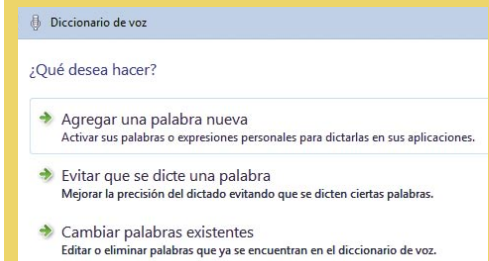 Diccionario de voz
¿Qué desea hacer?
Agregar una palabra nueva
Activar sus palabras o expresiones personales para dictarlas en sus aplicaciones.
Evitar que se dicte una palabra
Mejorar la precisión del dictado evitando que se dicten ciertas palabras.
Cambiar palabras existentes
Editar o eliminar palabras que ya se encuentran en el diccionario de voz.